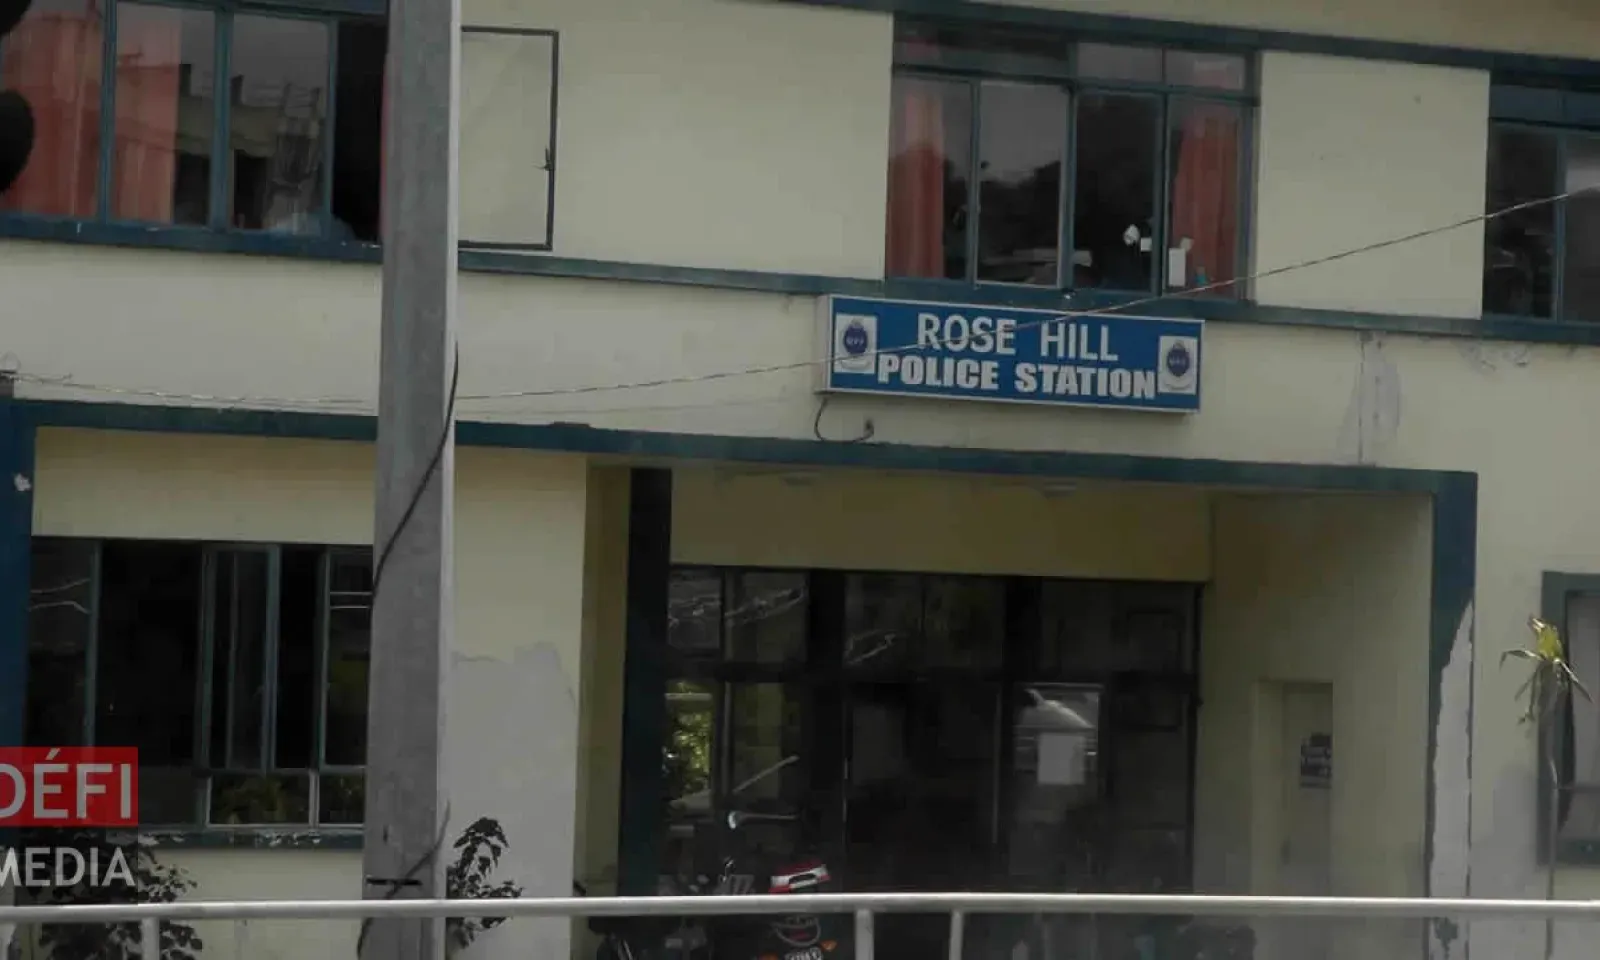 ROSE HILL
POLICE STATION
DÉFI
MEDIA